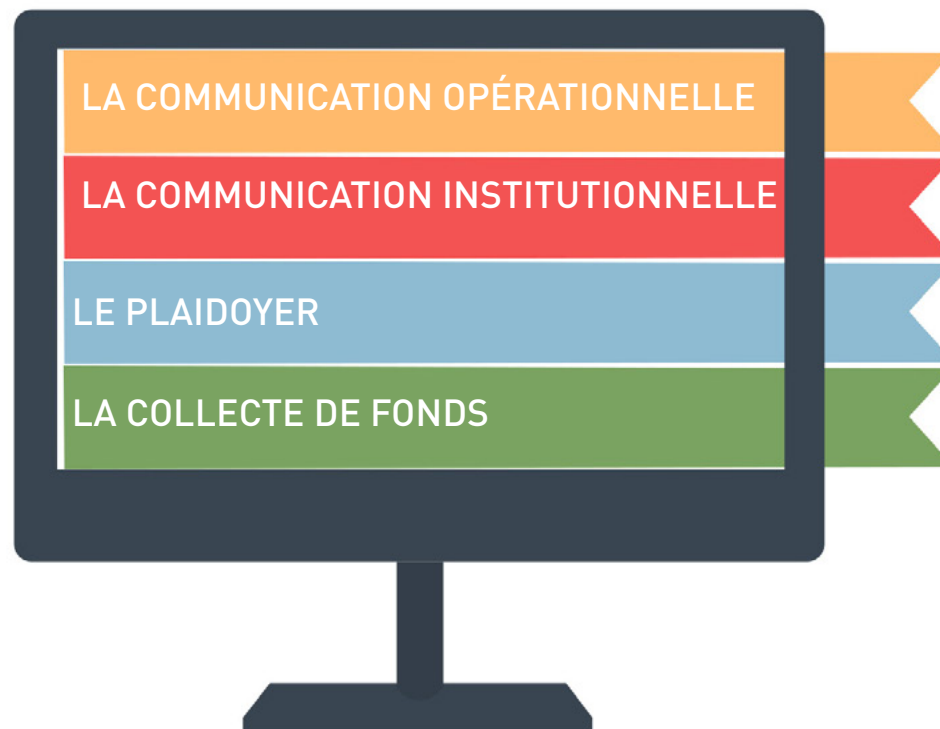 LA COMMUNICATION OPÉRATIONNELLE
LA COMMUNICATION INSTITUTIONNELLE
LE PLAIDOYER
LA COLLECTE DE FONDS